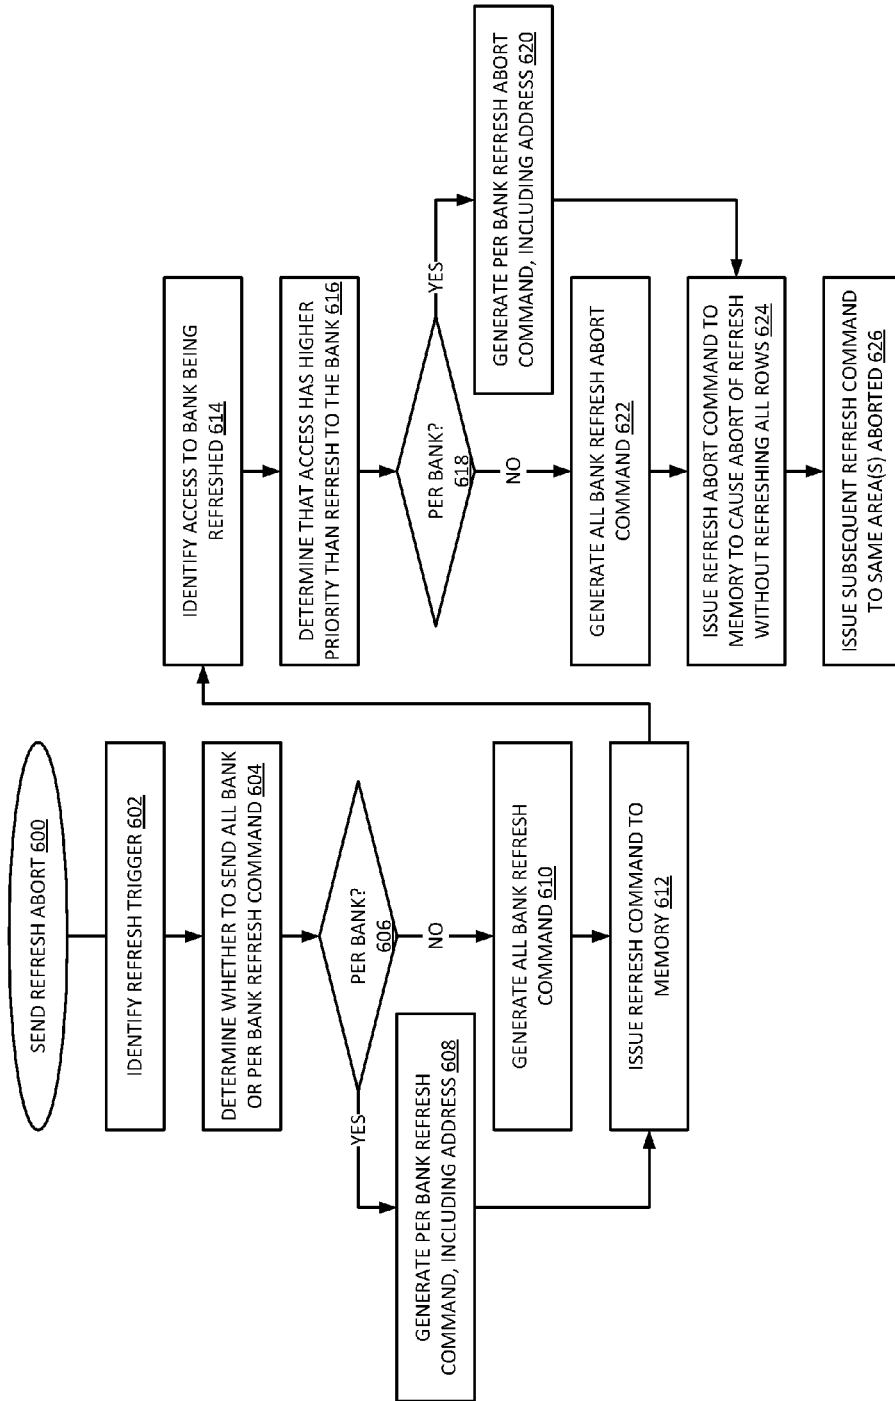 SEND REFRESH ABORT 600
IDENTIFY REFRESH TRIGGER 602
DETERMINE WHETHER TO SEND ALL BANK
OR PER BANK REFRESH COMMAND 604
PER BANK?
606
YES
NO
GENERATE PER BANK REFRESH
COMMAND, INCLUDING ADDRESS 608
GENERATE ALL BANK REFRESH
COMMAND 610
ISSUE REFRESH COMMAND TO
MEMORY 612
IDENTIFY ACCESS TO BANK BEING
REFRESHED 614
DETERMINE THAT ACCESS HAS HIGHER
PRIORITY THAN REFRESH TO THE BANK 616
PER BANK?
618
YES
NO
GENERATE PER BANK REFRESH ABORT
COMMAND, INCLUDING ADDRESS 620
GENERATE ALL BANK REFRESH ABORT
COMMAND 622
ISSUE REFRESH ABORT COMMAND TO
MEMORY TO CAUSE ABORT OF REFRESH
WITHOUT REFRESHING ALL ROWS 624
ISSUE SUBSEQUENT REFRESH COMMAND
TO SAME AREA(S) ABORTED 626